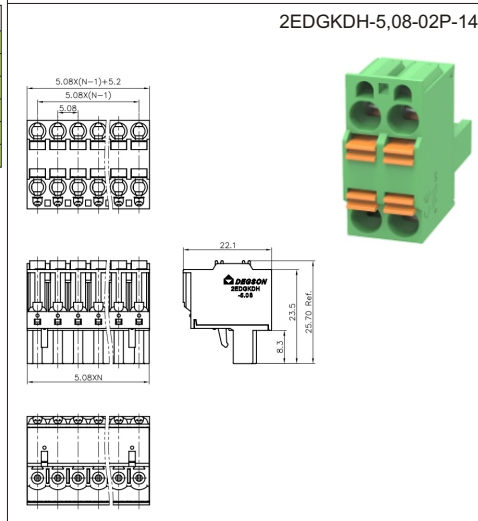 2EDGKDH-5,08-02P-14
5.08X(N-1)+5.2
5.08X(N-1)
5.08
22.1
DEGSON
2EDGKDH
-5.08
8.3
23.5
25.70 Ref.
5.08XN